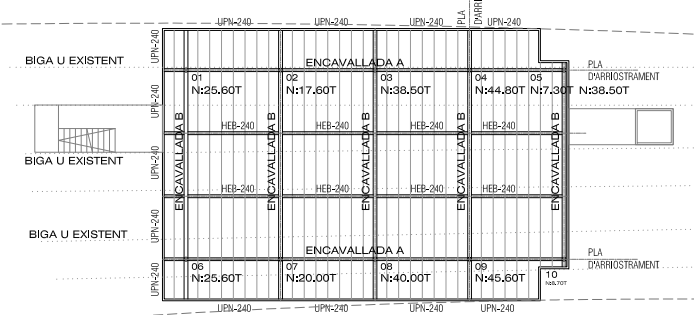 PLA
D'ARRI
UPN-240
UPN-240
UPN-240
UPN-240
UPN-240
BIGA U EXISTENT
ENCAVALLADA A
PLA
D'ARRIOSTRAMENT
01
N:25.60T
02
N:17.60T
03
N:38.50T
04
N:44.80T
05
N:7.30T
N:38.50T
UPN-240
HEB-240
HEB-240
HEB-240
HEB-240
ENCAVALLADA B
ENCAVALLADA B
ENCAVALLADA B
ENCAVALLADA B
ENCAVALLADA B
UPN-240
BIGA U EXISTENT
HEB-240
HEB-240
HEB-240
HEB-240
UPN-240
BIGA U EXISTENT
ENCAVALLADA A
PLA
D'ARRIOSTRAMENT
UPN-240
06
N:25.60T
07
N:20.00T
08
N:40.00T
09
N:45.60T
10
N:8.70T
UPN-240
UPN-240
UPN-240
UPN-240